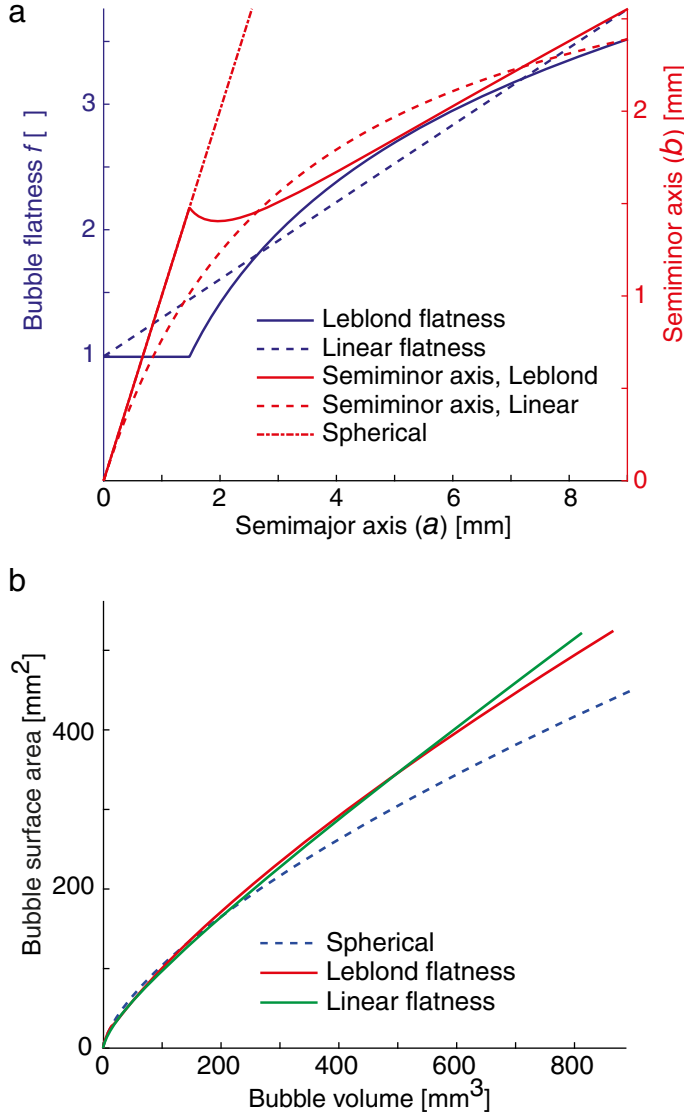 a
Bubble flatness f [ ]
3
2
1
2
1
0
Semiminor axis (b) [mm]
Leblond flatness
Linear flatness
Semiminor axis, Leblond
Semiminor axis, Linear
Spherical
0 2 4 6 8
Semimajor axis (a) [mm]
b
Bubble surface area [mm2]
400
200
0
Spherical
Leblond flatness
Linear flatness
0 200 400 600 800
Bubble volume [mm3]